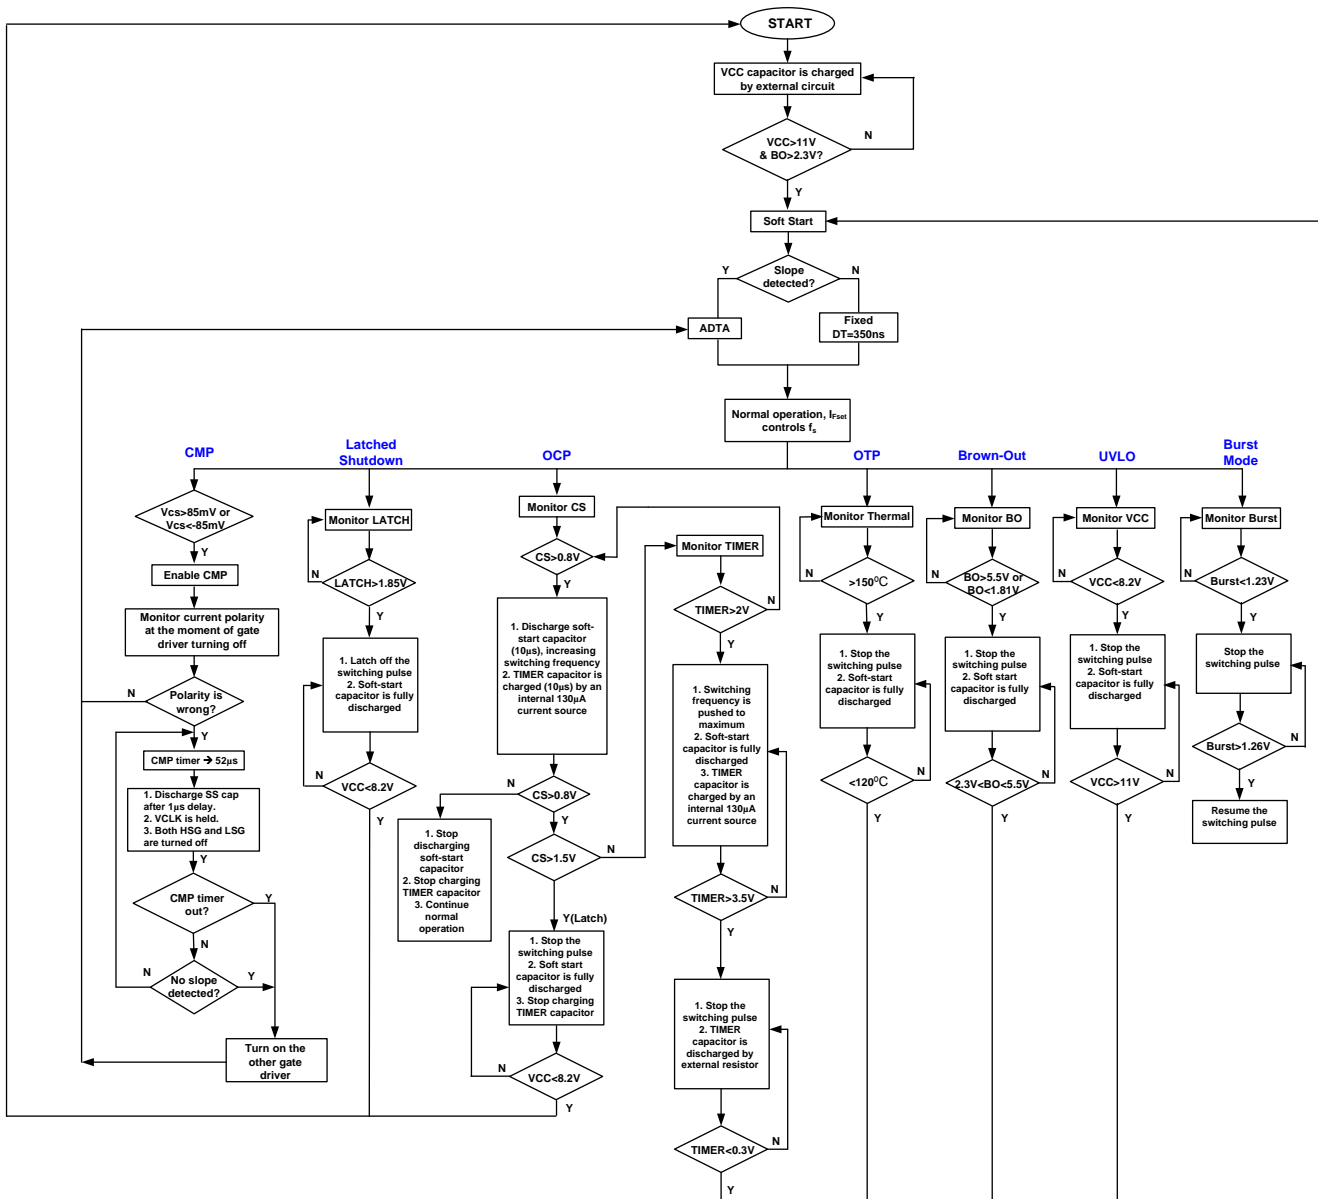 START
VCC capacitor is charged
by external circuit
VCC>11V
& BO>2.3V?
N
Y
Soft Start
Slope
detected?
Y
N
ADTA
Fixed
DT=350ns
Normal operation, IFset
controls fs
CMP
Vcs>85mV or
Vcs<-85mV
Y
Enable CMP
Monitor current polarity
at the moment of gate
driver turning off
Polarity is
wrong?
N
Y
CMP timer → 52µs
1. Discharge SS cap
after 1µs delay.
2. VCLK is held.
3. Both HSG and LSG
are turned off
Y
CMP timer
out?
Y
N
No slope
detected?
N
Y
Turn on the
other gate
driver
Latched
Shutdown
Monitor LATCH
LATCH>1.85V
N
Y
1. Latch off the
switching pulse
2. Soft-start
capacitor is fully
discharged
VCC<8.2V
N
Y
OCP
Monitor CS
CS>0.8V
Y
1. Discharge soft-
start capacitor
(10µs), increasing
switching frequency
2. TIMER capacitor is
charged (10µs) by an
internal 130µA
current source
CS>0.8V
N
Y
1. Stop
discharging
soft-start
capacitor
2. Stop charging
TIMER capacitor
3. Continue
normal
operation
CS>1.5V
N
Y(Latch)
1. Stop the
switching pulse
2. Soft start
capacitor is fully
discharged
3. Stop charging
TIMER capacitor
VCC<8.2V
N
Y
Monitor TIMER
TIMER>2V
N
Y
1. Switching
frequency is
pushed to
maximum
2. Soft-start
capacitor is fully
discharged
3. TIMER
capacitor is
charged by an
internal 130µA
current source
TIMER>3.5V
N
Y
1. Stop the
switching pulse
2. TIMER
capacitor is
discharged by
external resistor
TIMER<0.3V
N
Y
OTP
Monitor Thermal
>150℃
N
Y
1. Stop the
switching pulse
2. Soft-start
capacitor is fully
discharged
<120℃
N
Y
Brown-Out
Monitor BO
BO>5.5V or
BO<1.81V
N
Y
1. Stop the
switching pulse
2. Soft start
capacitor is fully
discharged
2.3V<BO<5.5V
N
Y
UVLO
Monitor VCC
VCC<8.2V
N
Y
1. Stop the
switching pulse
2. Soft-start
capacitor is fully
discharged
VCC>11V
N
Y
Burst
Mode
Monitor Burst
Burst<1.23V
N
Y
Stop the
switching pulse
Burst>1.26V
N
Y
Resume the
switching pulse